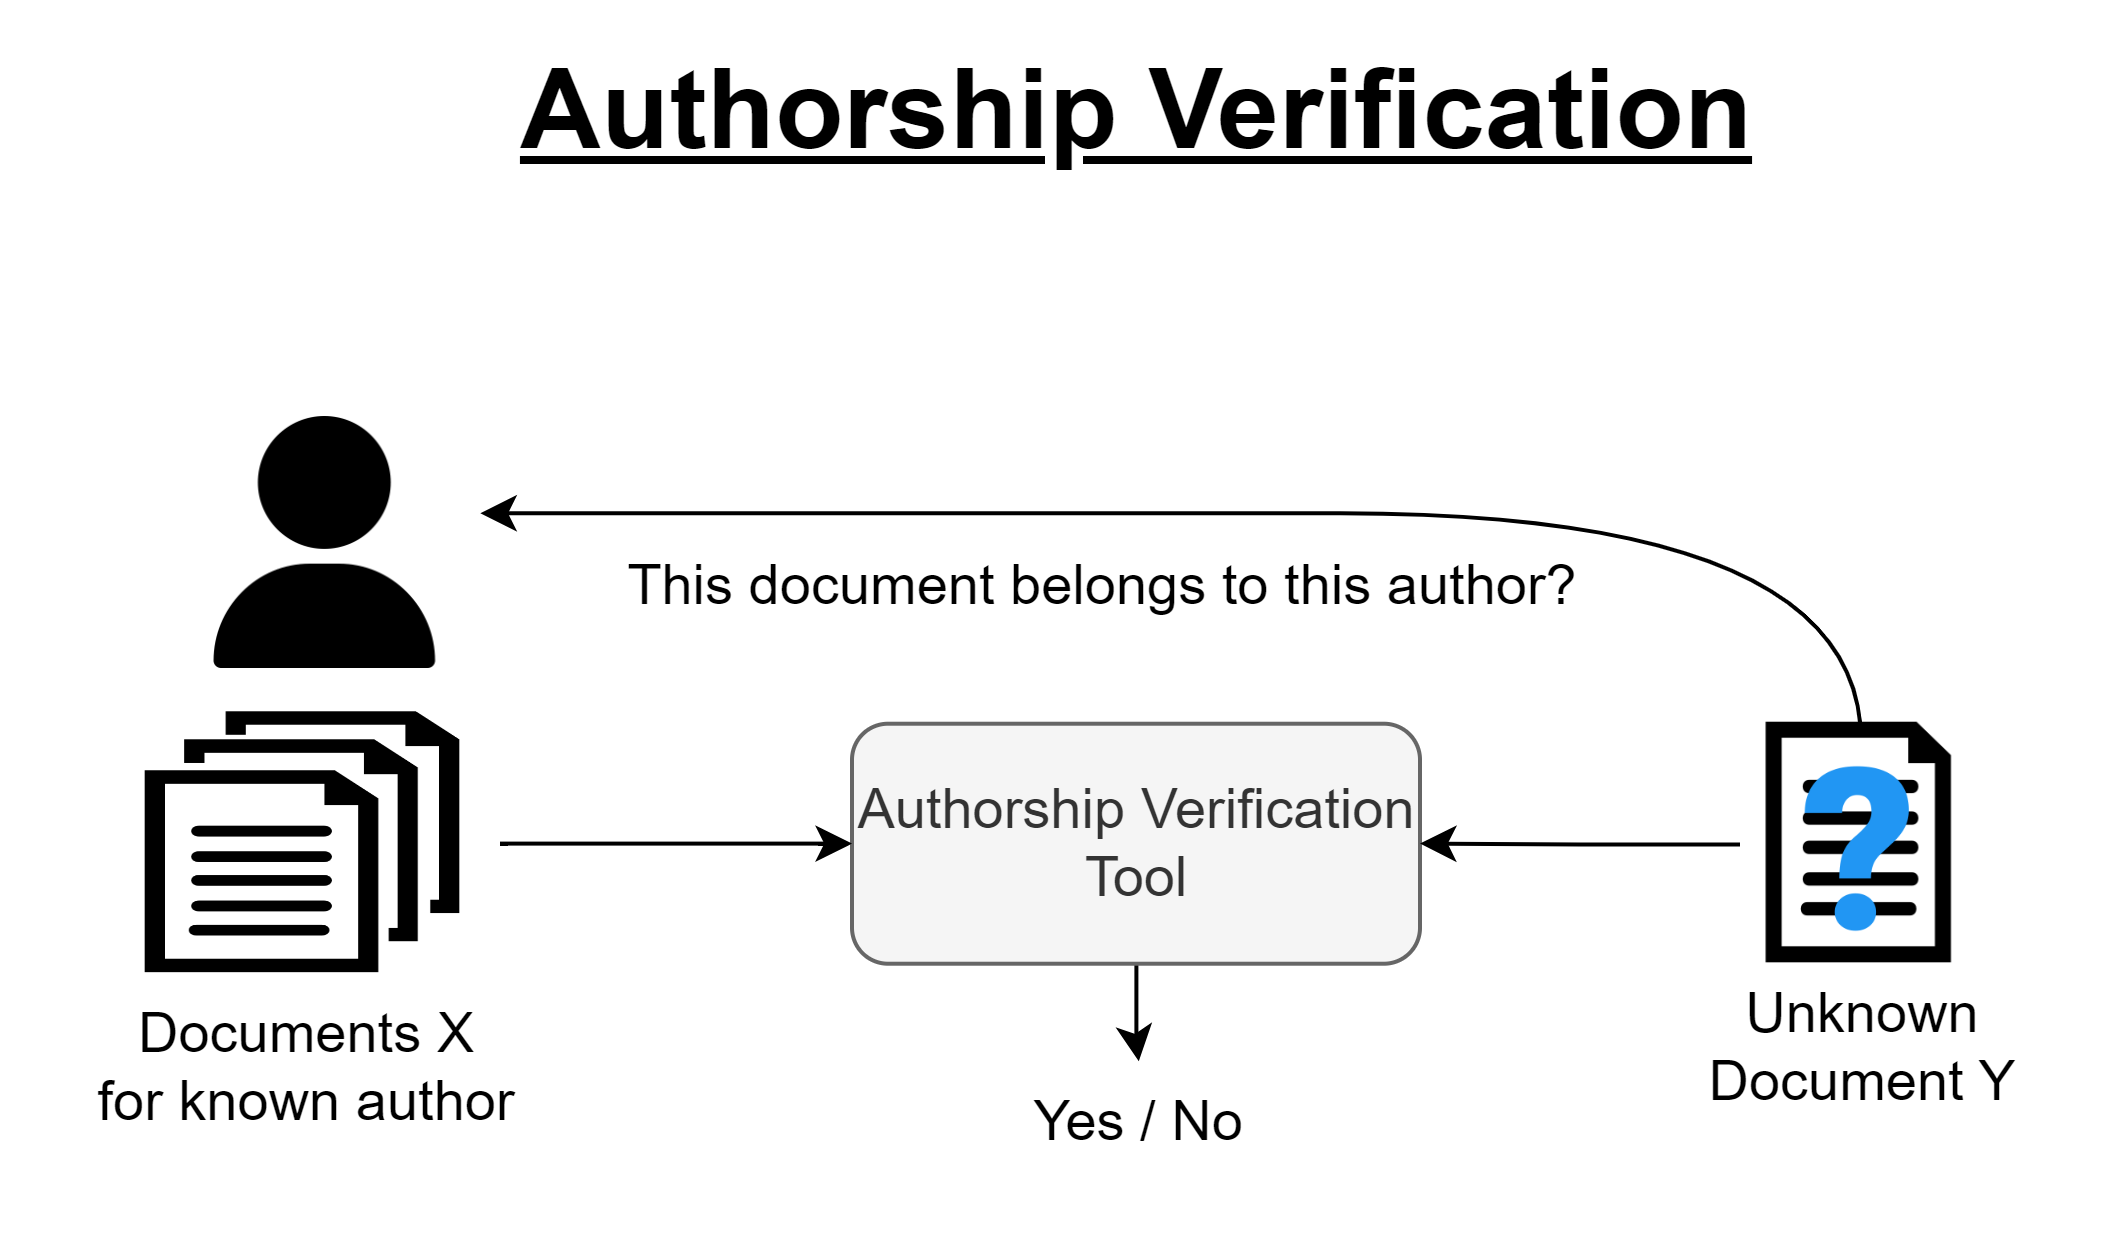 Authorship Verification
This document belongs to this author?
Authorship Verification
Tool
Documents X
for known author
Unknown
Document Y
Yes / No
?